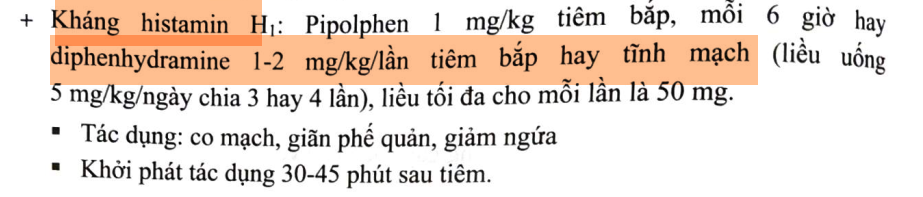 + Kháng histamin H₁: Pipolphen 1 mg/kg tiêm bắp, mỗi 6 giờ hay
diphenhydramine 1-2 mg/kg/lần tiêm bắp hay tĩnh mạch (liều uống
5 mg/kg/ngày chia 3 hay 4 lần), liều tối đa cho mỗi lần là 50 mg.
▪ Tác dụng: co mạch, giãn phế quản, giảm ngứa
▪ Khởi phát tác dụng 30-45 phút sau tiêm.